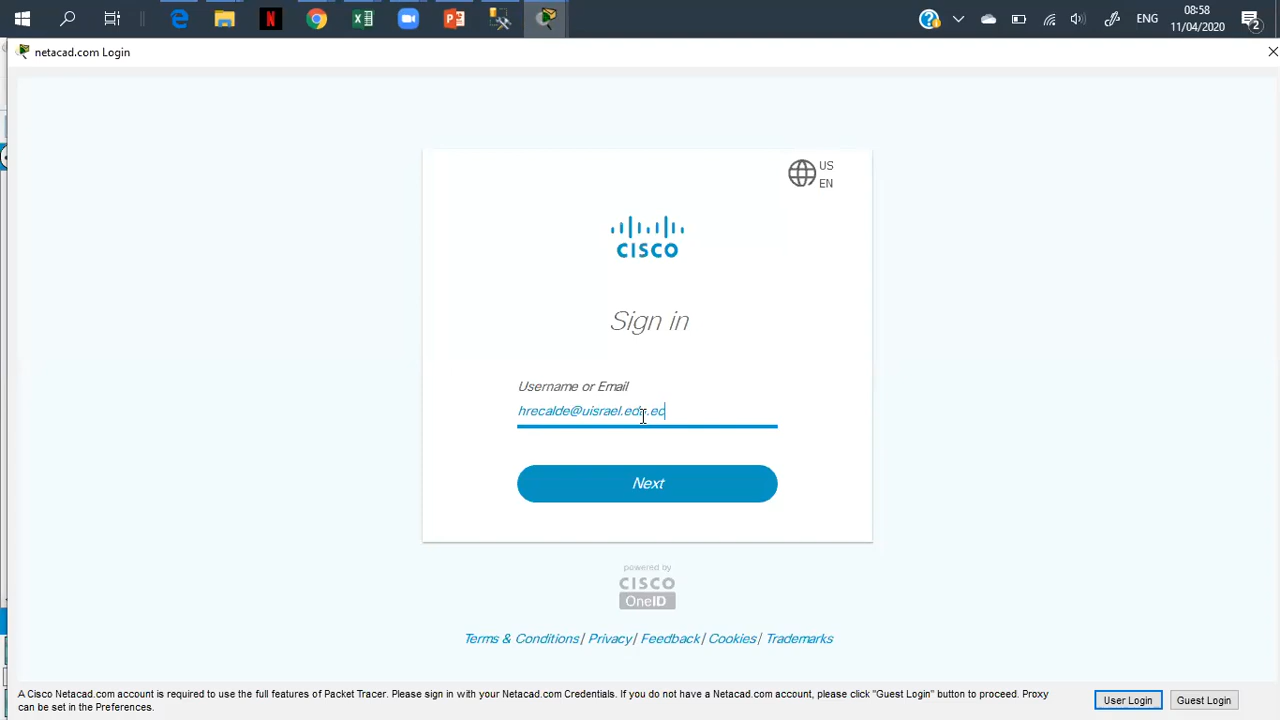 08:58
ENG
11/04/2020
2
netacad.com Login
US
EN
CISCO
Sign in
Username or Email
hrecalde@uisrael.edu.ec
Next
powered by
CISCO
OneID
Terms & Conditions/ Privacy/ Feedback/ Cookies/ Trademarks
A Cisco Netacad.com account is required to use the full features of Packet Tracer. Please sign in with your Netacad.com Credentials. If you do not have a Netacad.com account, please click "Guest Login" button to proceed. Proxy
can be set in the Preferences.
User Login
Guest Login